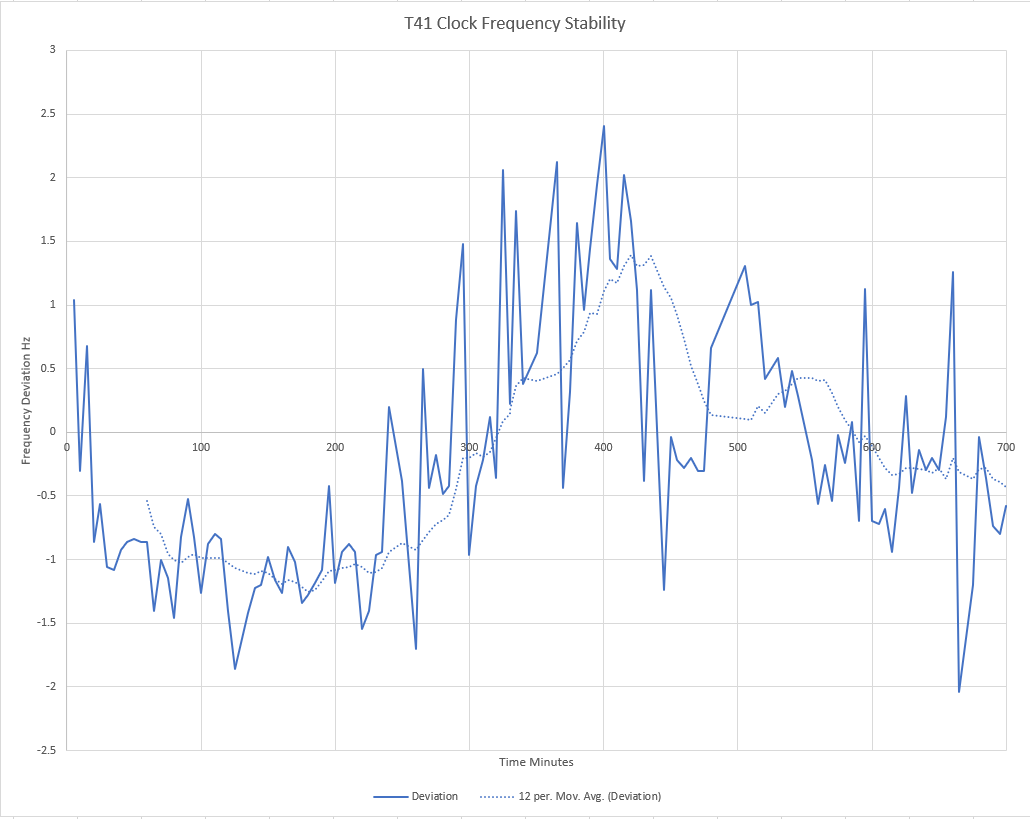 T41 Clock Frequency Stability
3
2.5
2
1.5
1
0.5
0
-0.5
-1
-1.5
-2
-2.5
Frequency Deviation Hz
0 100 200 300 400 500 600 700
Time Minutes
Deviation 12 per. Mov. Avg. (Deviation)